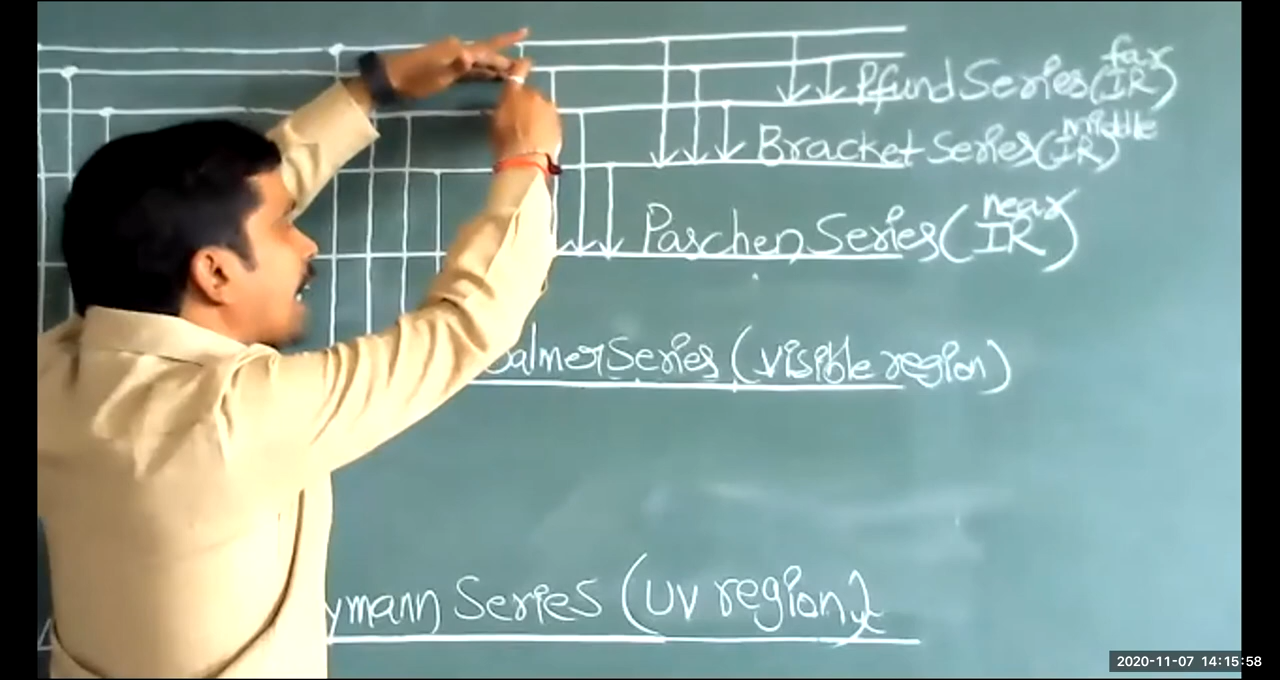 Pfund Series (far IR)
Bracket Series (middle IR)
Paschen Series (near IR)
Balmer Series (visible region)
ymann Series (UV region)
2020-11-07 14:15:58